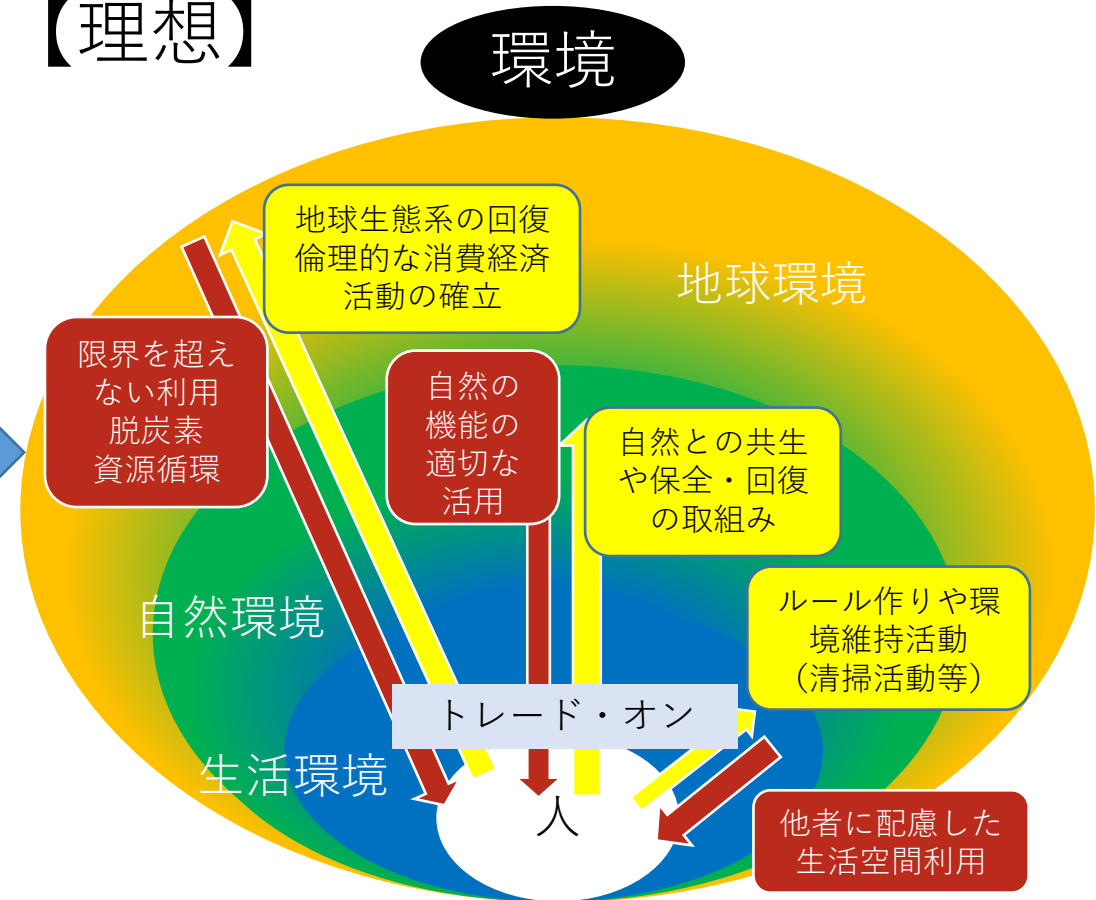 【理想】
環境
地球生態系の回復
倫理的な消費経済
活動の確立
地球環境
限界を超え
ない利用
脱炭素
資源循環
自然の
機能の
適切な
活用
自然との共生
や保全・回復
の取組み
自然環境
ルール作りや環
境維持活動
（清掃活動等）
トレード・オン
生活環境
人
他者に配慮した
生活空間利用